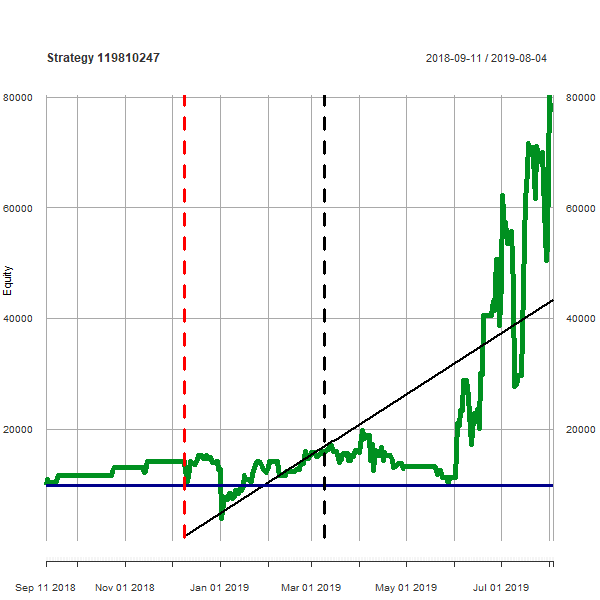 Strategy 119810247
2018-09-11 / 2019-08-04
80000
80000
60000
60000
Equity
40000
40000
20000
20000
Sep 11 2018
Nov 01 2018
Jan 01 2019
Mar 01 2019
May 01 2019
Jul 01 2019